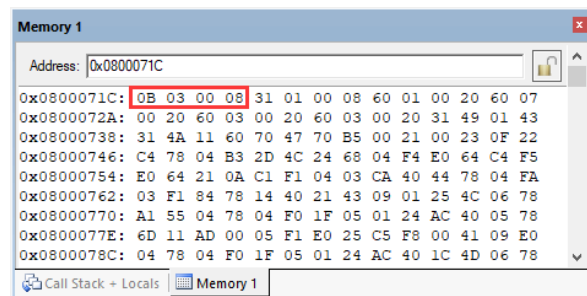 Memory 1
Address: 0x0800071C
0x0800071C: 0B 03 00 08 31 01 00 08 60 01 00 20 60 07
0x0800072A: 00 20 60 03 00 20 60 03 00 20 31 49 01 43
0x08000738: 31 4A 11 60 70 47 70 B5 00 21 00 23 0F 22
0x08000746: C4 78 04 B3 2D 4C 24 68 04 F4 E0 64 C4 F5
0x08000754: E0 64 21 0A C1 F1 04 03 CA 40 44 78 04 FA
0x08000762: 03 F1 84 78 14 40 21 43 09 01 25 4C 06 78
0x08000770: A1 55 04 78 04 F0 1F 05 01 24 AC 40 05 78
0x0800077E: 6D 11 AD 00 05 F1 E0 25 C5 F8 00 41 09 E0
0x0800078C: 04 78 04 F0 1F 05 01 24 AC 40 1C 4D 06 78
Call Stack + Locals Memory 1